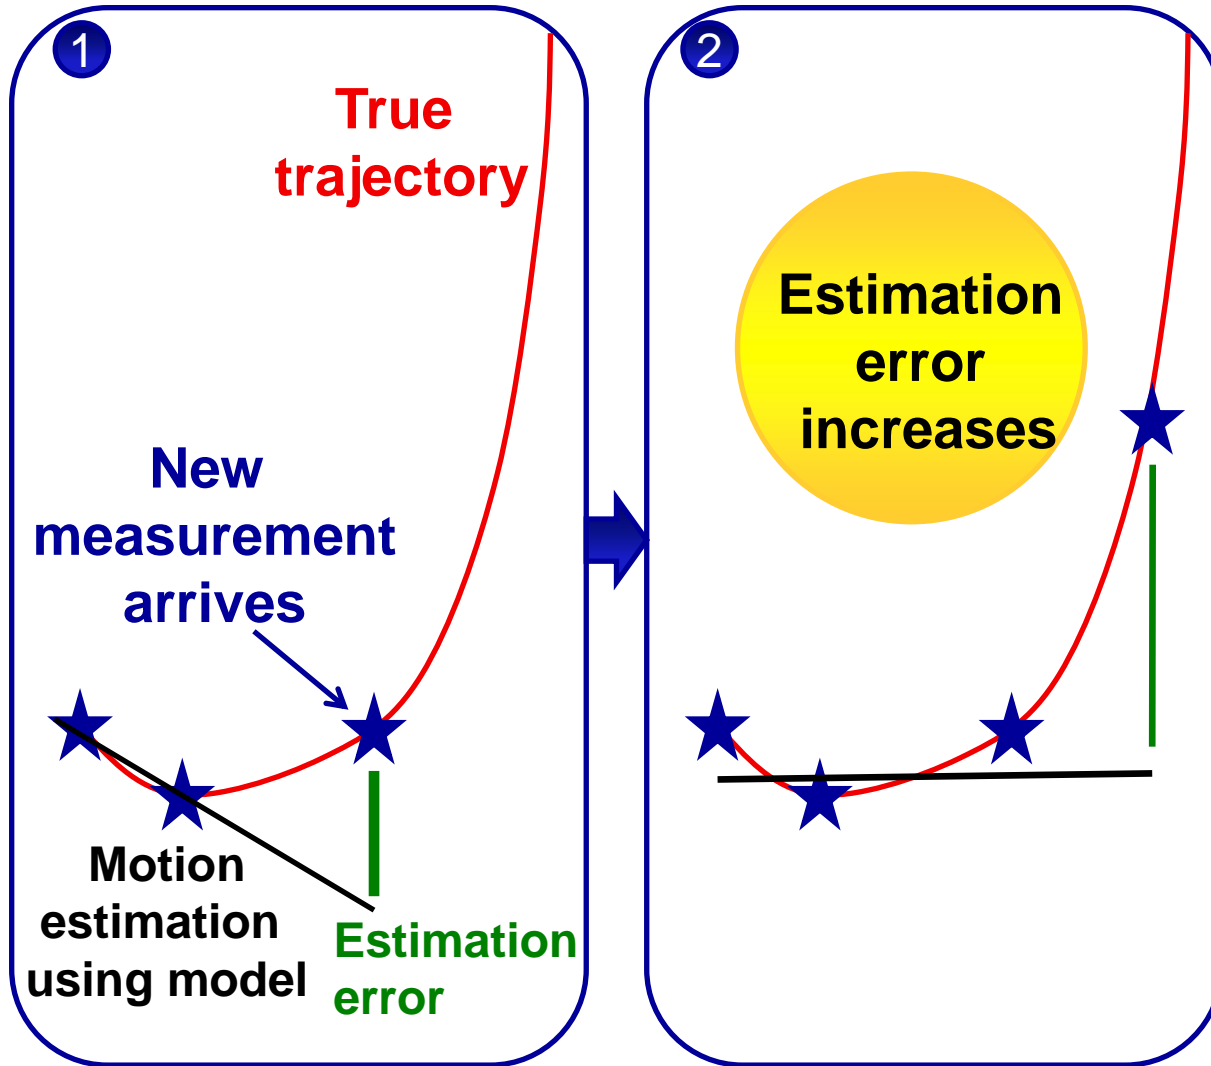 1
True
trajectory
New
measurement
arrives
Motion
estimation
using model
Estimation
error
2
Estimation
error
increases